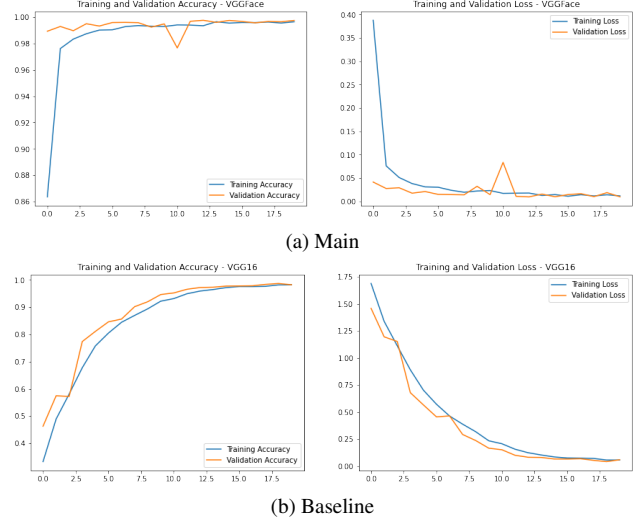 Training and Validation Accuracy - VGGFace
1.00
0.98
0.96
0.94
0.92
0.90
0.88
0.86
0.0 2.5 5.0 7.5 10.0 12.5 15.0 17.5
Training Accuracy
Validation Accuracy
Training and Validation Loss - VGGFace
0.40
0.35
0.30
0.25
0.20
0.15
0.10
0.05
0.00
0.0 2.5 5.0 7.5 10.0 12.5 15.0 17.5
Training Loss
Validation Loss
(a) Main
Training and Validation Accuracy - VGG16
1.0
0.9
0.8
0.7
0.6
0.5
0.4
0.0 2.5 5.0 7.5 10.0 12.5 15.0 17.5
Training Accuracy
Validation Accuracy
Training and Validation Loss - VGG16
1.75
1.50
1.25
1.00
0.75
0.50
0.25
0.00
0.0 2.5 5.0 7.5 10.0 12.5 15.0 17.5
Training Loss
Validation Loss
(b) Baseline